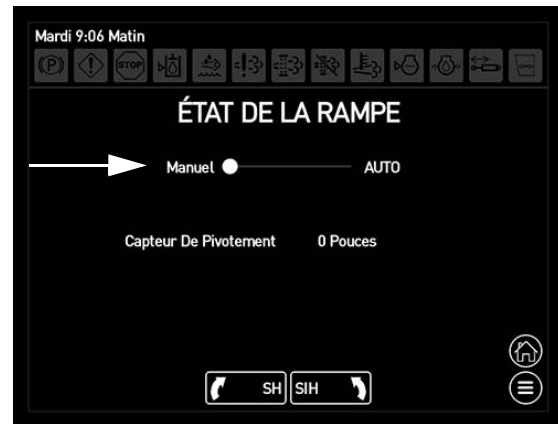 Mardi 9:06 Matin
(P) STOP
ÉTAT DE LA RAMPE
Manuel AUTO
Capteur De Pivotement 0 Pouces
SH SIH